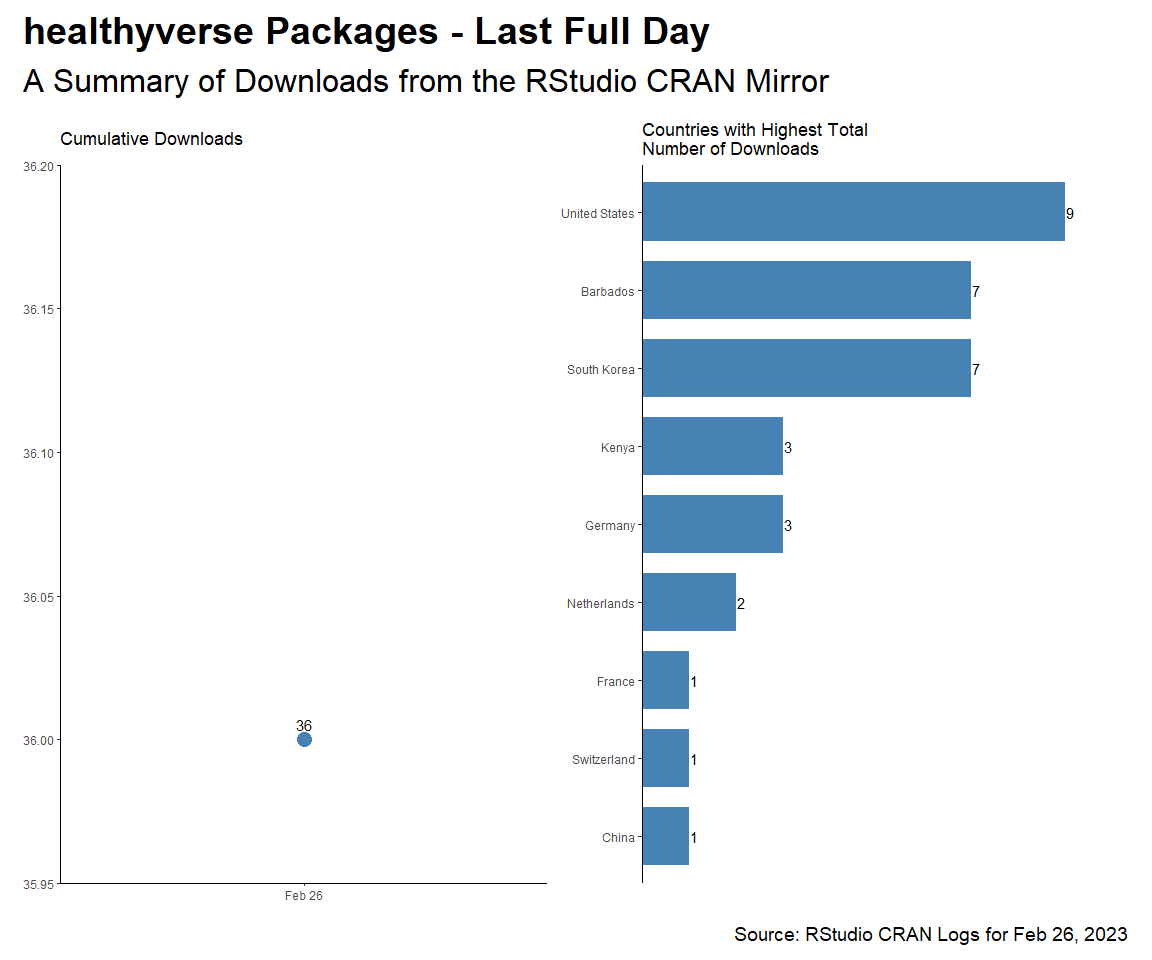 healthyverse Packages - Last Full Day
A Summary of Downloads from the RStudio CRAN Mirror
Cumulative Downloads
36.20
36.15
36.10
36.05
36.00
35.95
36
Feb 26
Countries with Highest Total
Number of Downloads
United States 9
Barbados 7
South Korea 7
Kenya 3
Germany 3
Netherlands 2
France 1
Switzerland 1
China 1
Source: RStudio CRAN Logs for Feb 26, 2023